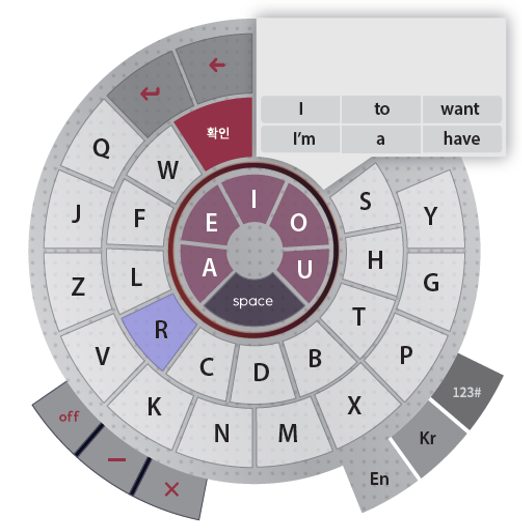 I to want
I'm a have
확인
Q W
J F
Z L
V R
K C
N D
M B
X T
P H
G S
Y
E I O
A U
space
off
−
×
123#
Kr
En